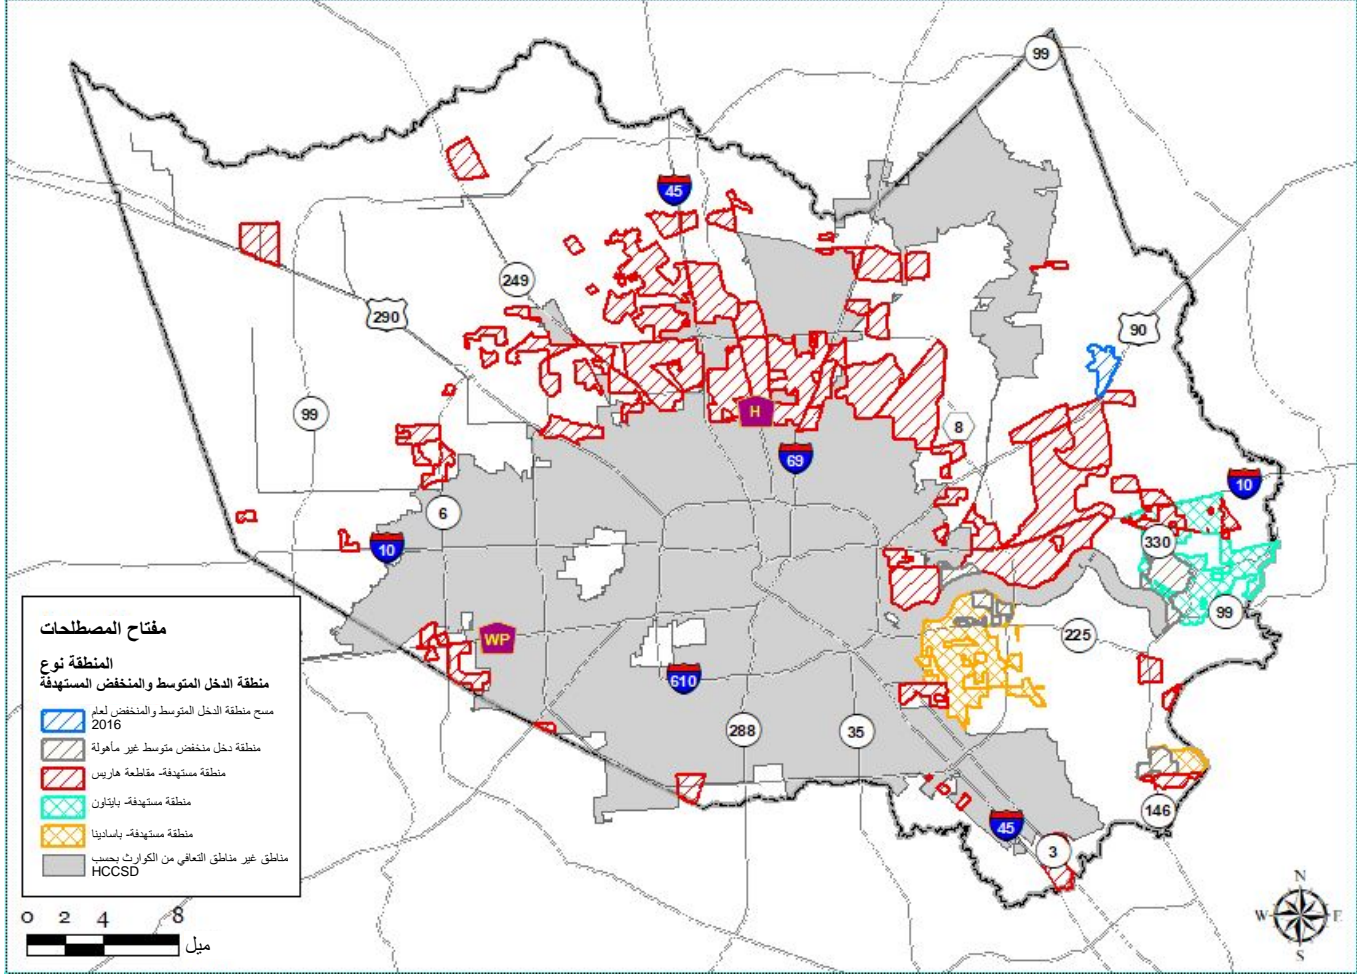 99
45
249
290
90
99
H
8
69
10
6
10
330
99
WP
225
610
288
35
146
45
3
مفتاح المصطلحات
المنطقة نوع
منطقة الدخل المتوسط والمنخفض المستهدفة
مسح منطقة الدخل المتوسط والمنخفض لعام
2016
منطقة دخل منخفض متوسط غير مأهولة
منطقة مستهدفة- مقاطعة هاريس
منطقة مستهدفة- بايتاون
منطقة مستهدفة- باسادينا
مناطق غير مناطق التعافي من الكوارث بحسب
HCCSD
0 2 4 8
ميل
N
W E
S